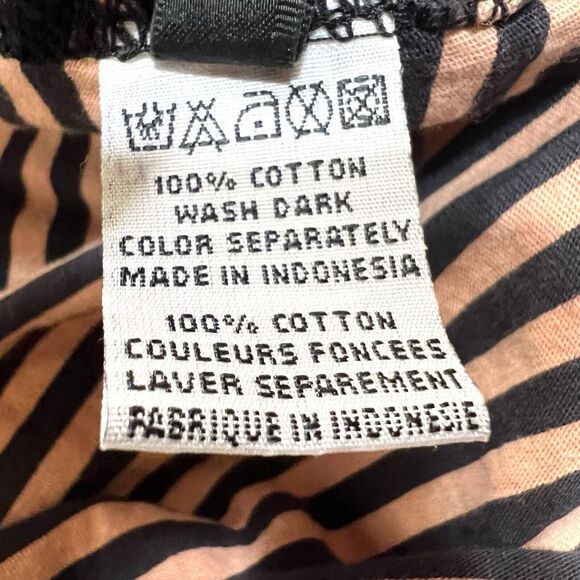 100% COTTON
WASH DARK
COLOR SEPARATELY
MADE IN INDONESIA
100% COTTON
COULEURS FONCEES
LAVER SEPAREMENT
FABRIQUE IN INDONESIE